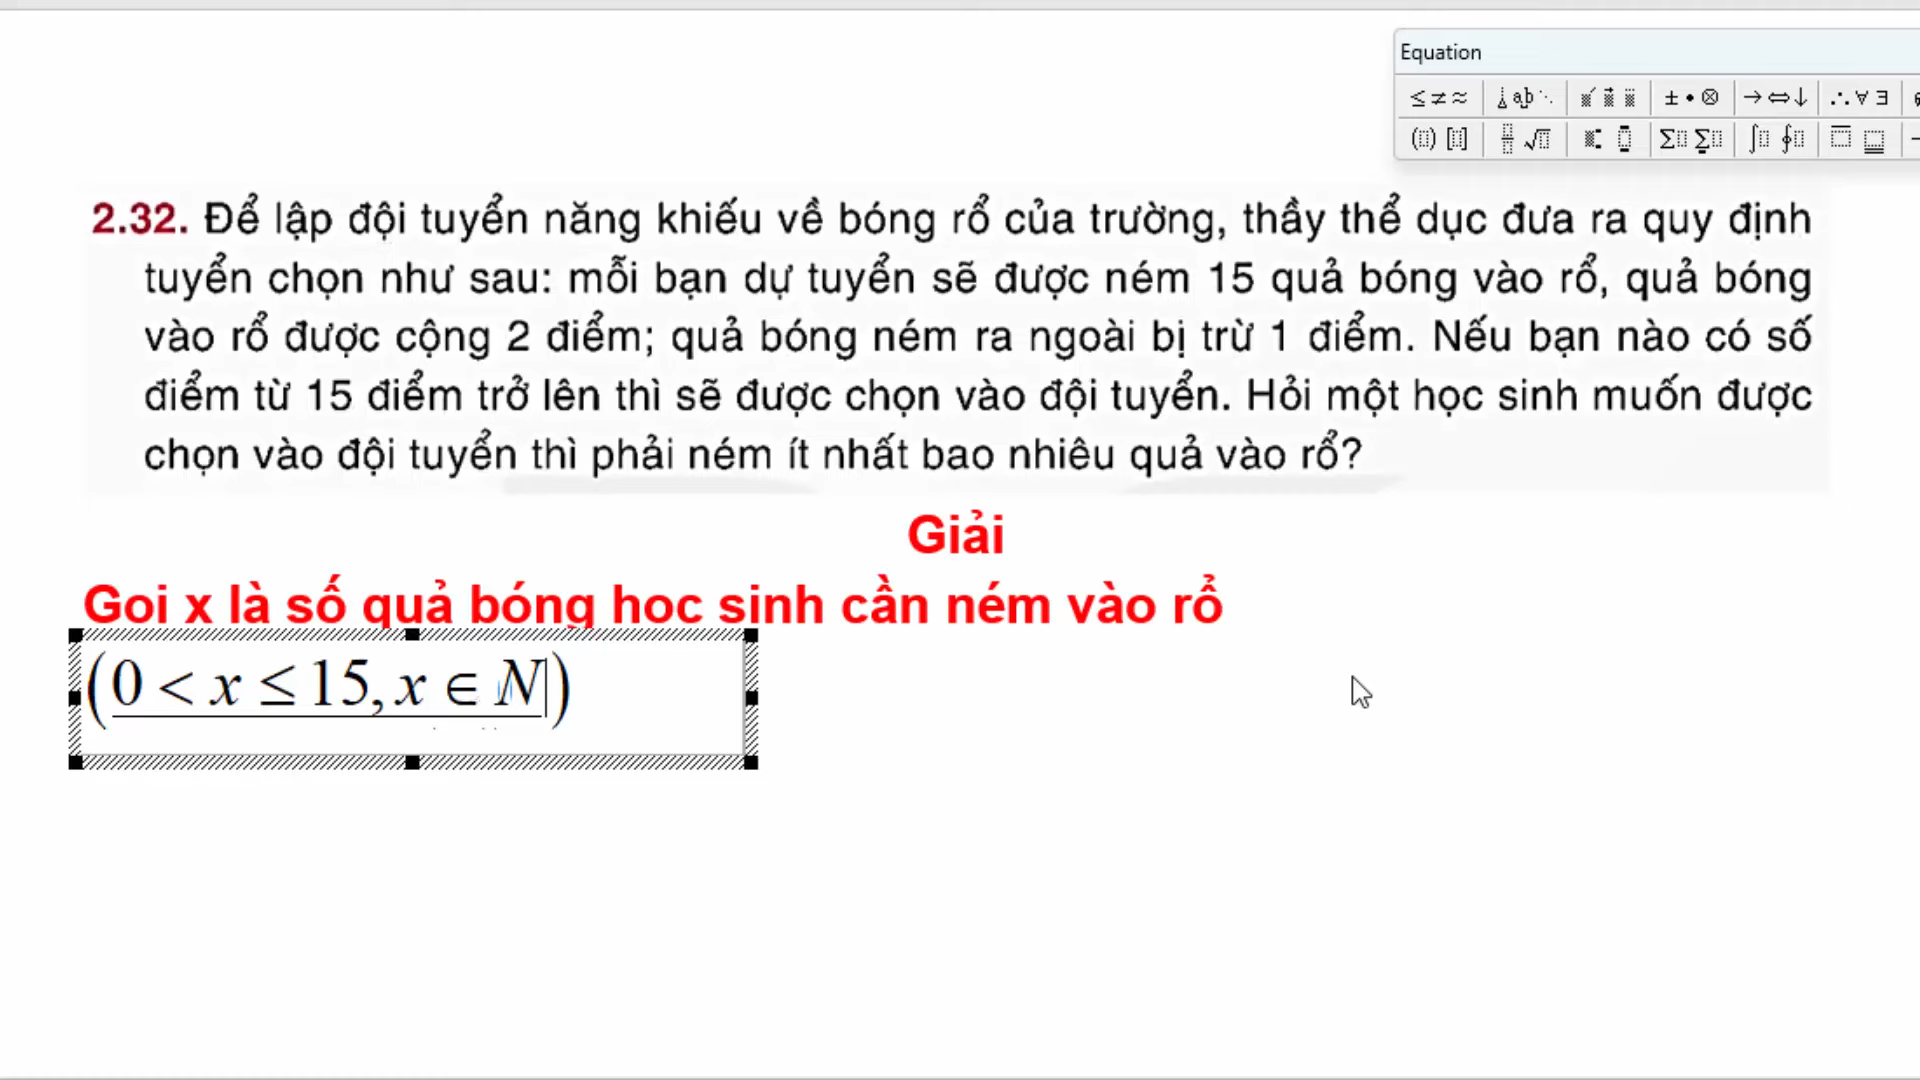 Equation
2.32. Để lập đội tuyển năng khiếu về bóng rổ của trường, thầy thể dục đưa ra quy định
tuyển chọn như sau: mỗi bạn dự tuyển sẽ được ném 15 quả bóng vào rổ, quả bóng
vào rổ được cộng 2 điểm; quả bóng ném ra ngoài bị trừ 1 điểm. Nếu bạn nào có số
điểm từ 15 điểm trở lên thì sẽ được chọn vào đội tuyển. Hỏi một học sinh muốn được
chọn vào đội tuyển thì phải ném ít nhất bao nhiêu quả vào rổ?
Giải
Goi x là số quả bóng hoc sinh cần ném vào rổ
(0 < x ≤ 15, x ∈ N)